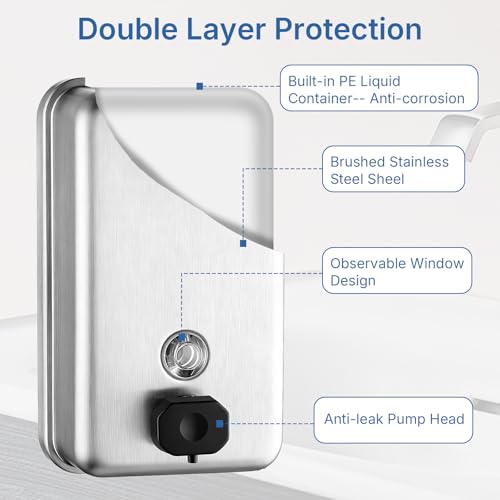 Double Layer Protection
Built-in PE Liquid
Container-- Anti-corrosion
Brushed Stainless
Steel Sheel
Observable Window
Design
Anti-leak Pump Head